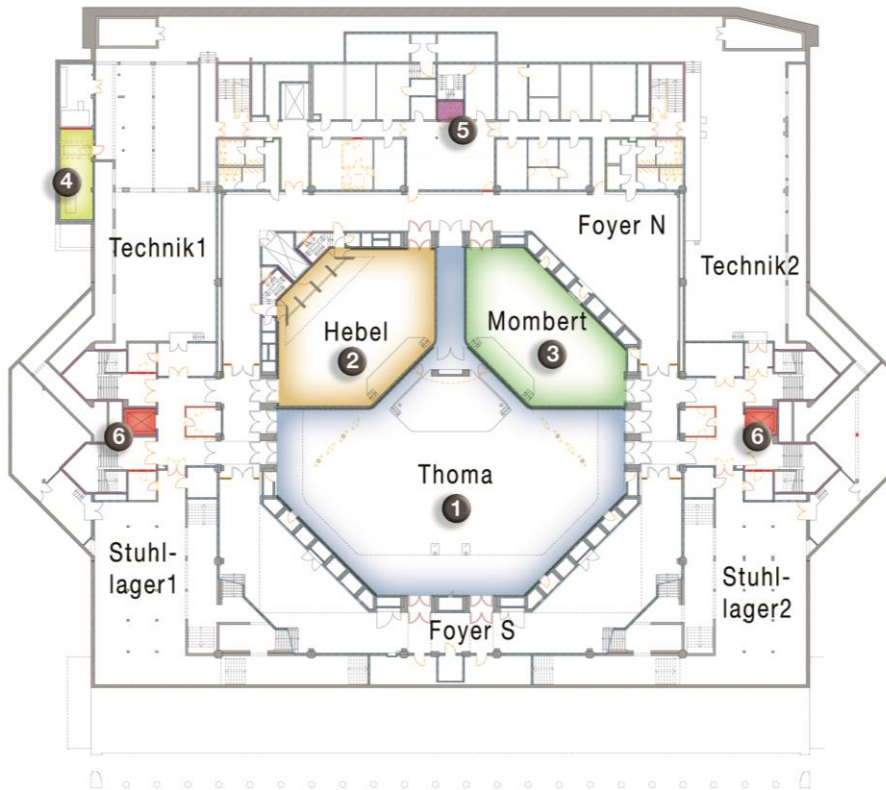 5
4
Foyer N
Technik1
Technik2
Hebel
2
Mombert
3
6
6
Thoma
1
Stuhl-
lager1
Stuhl-
lager2
Foyer S